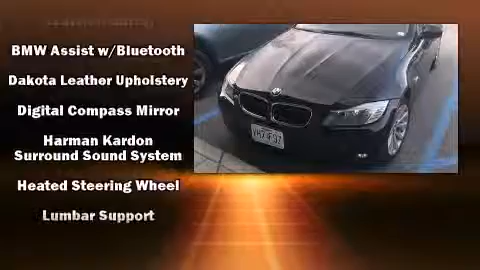 BMW Assist w/Bluetooth
Dakota Leather Upholstery
Digital Compass Mirror
Harman Kardon
Surround Sound System
Heated Steering Wheel
Lumbar Support